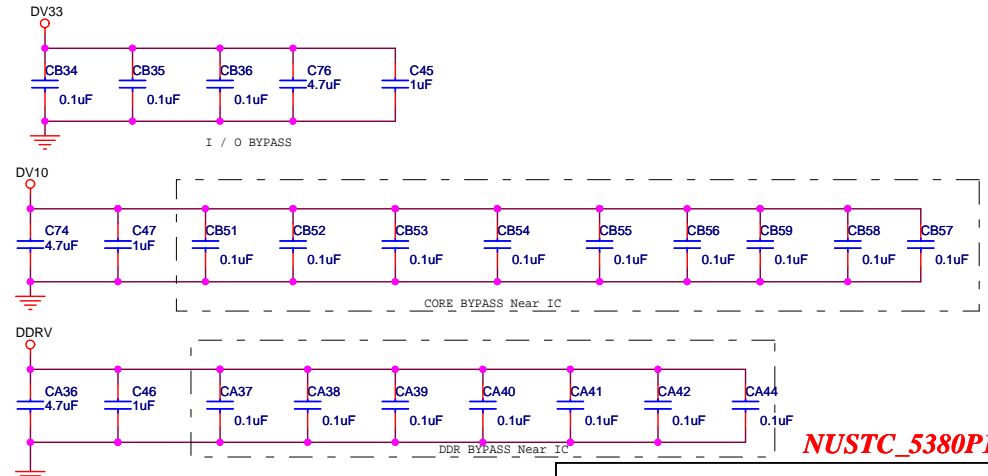 DV33
CB34
0.1uF
CB35
0.1uF
CB36
0.1uF
C76
4.7uF
C45
1uF
I / O BYPASS
DV10
C74
4.7uF
C47
1uF
CB51
0.1uF
CB52
0.1uF
CB53
0.1uF
CB54
0.1uF
CB55
0.1uF
CB56
0.1uF
CB59
0.1uF
CB58
0.1uF
CB57
0.1uF
CORE BYPASS Near IC
DDRV
CA36
4.7uF
C46
1uF
CA37
0.1uF
CA38
0.1uF
CA39
0.1uF
CA40
0.1uF
CA41
0.1uF
CA42
0.1uF
CA44
0.1uF
DDR BYPASS Near IC